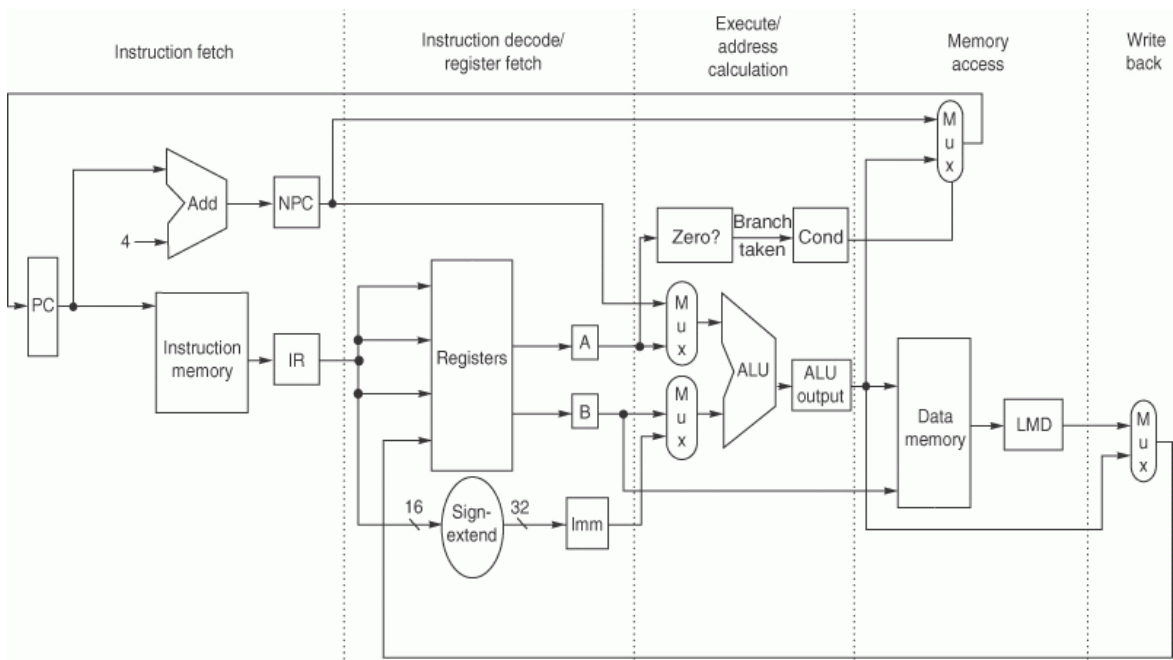 Instruction fetch
Instruction decode/
register fetch
Execute/
address
calculation
Memory
access
Write
back
M
u
x
Add
NPC
4
Zero?
Branch
taken
Cond
PC
Instruction
memory
IR
Registers
A
B
M
u
x
M
u
x
ALU
ALU
output
Data
memory
LMD
M
u
x
16
Sign-
extend
32
Imm